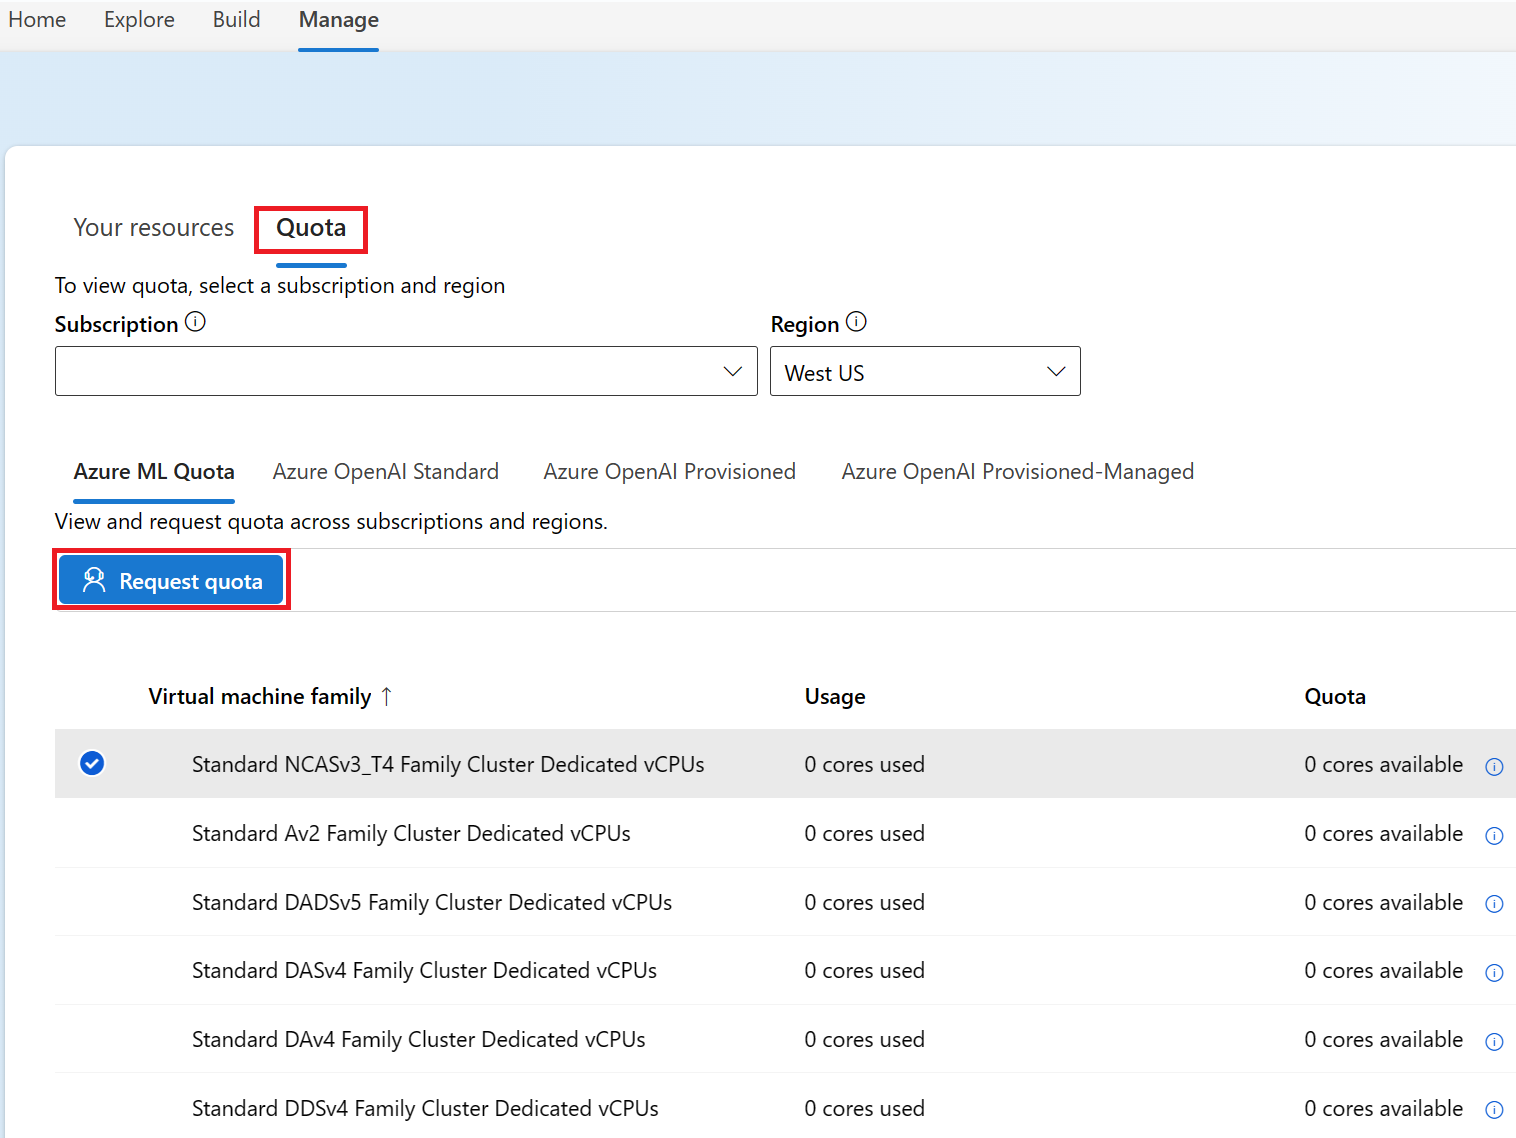 Home Explore Build Manage
Your resources Quota
To view quota, select a subscription and region
Subscription Region
West US
Azure ML Quota Azure OpenAI Standard Azure OpenAI Provisioned Azure OpenAI Provisioned-Managed
View and request quota across subscriptions and regions.
Request quota
Virtual machine family ↑ Usage Quota
Standard NCASv3_T4 Family Cluster Dedicated vCPUs 0 cores used 0 cores available
Standard Av2 Family Cluster Dedicated vCPUs 0 cores used 0 cores available
Standard DADSv5 Family Cluster Dedicated vCPUs 0 cores used 0 cores available
Standard DASv4 Family Cluster Dedicated vCPUs 0 cores used 0 cores available
Standard DAv4 Family Cluster Dedicated vCPUs 0 cores used 0 cores available
Standard DDSv4 Family Cluster Dedicated vCPUs 0 cores used 0 cores available